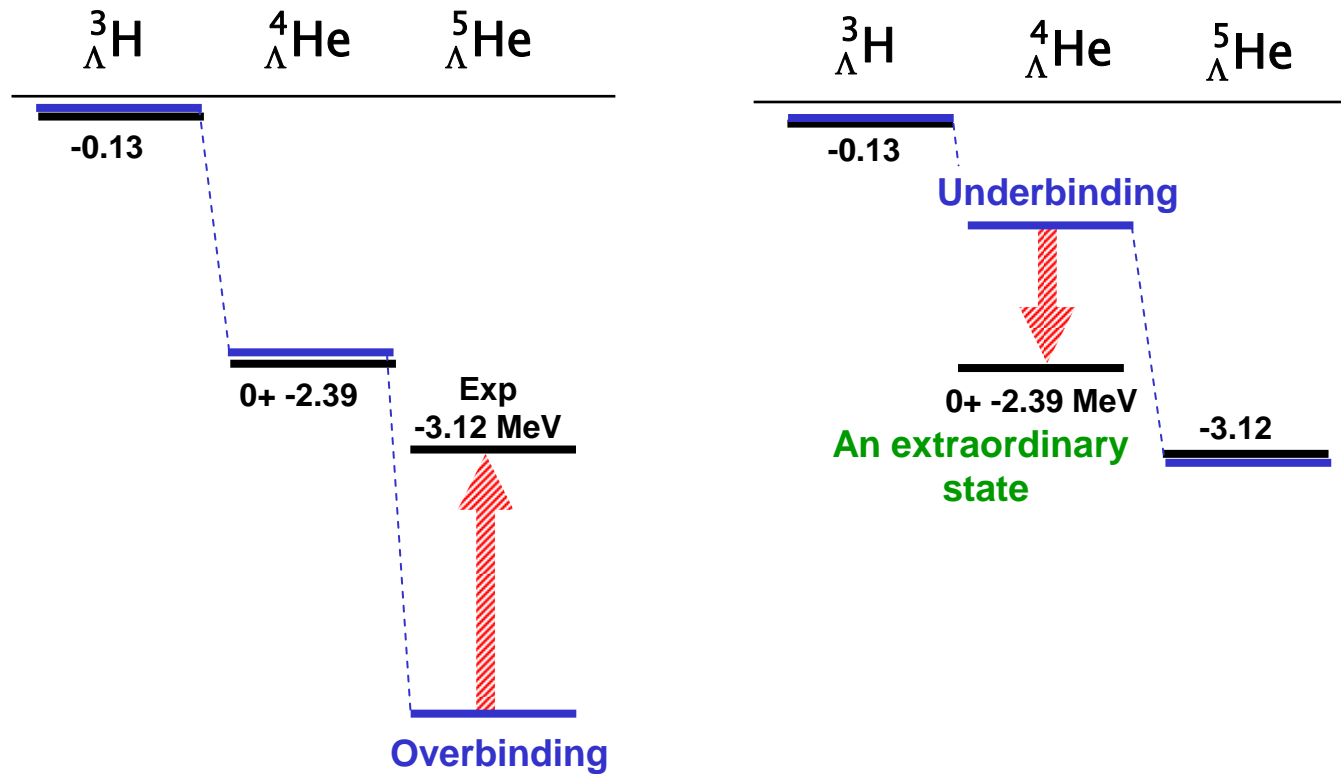 ³ΛH ⁴ΛHe ⁵ΛHe
-0.13
0+ -2.39
Exp
-3.12 MeV
Overbinding
³ΛH ⁴ΛHe ⁵ΛHe
-0.13
Underbinding
0+ -2.39 MeV
An extraordinary
state
-3.12